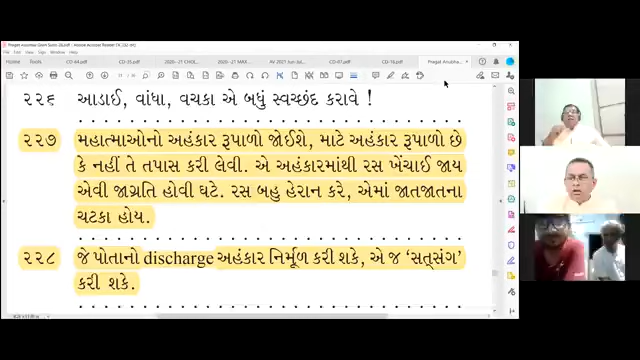 ૨૨૬ આડાઈ, વાંધા, વચકા એ બધું સ્વચ્છંદ કરાવે !
૨૨૭ મહાત્માઓનો અહંકાર રૂપાળો જોઈશે, માટે અહંકાર રૂપાળો છે
કે નહીં તે તપાસ કરી લેવી. એ અહંકારમાંથી રસ ખેંચાઈ જાય
એવી જાગ્રતિ હોવી ઘટે. રસ બહુ હેરાન કરે, એમાં જાતજાતના
ચટકા હોય.
૨૨૮ જે પોતાનો discharge અહંકાર નિર્મૂળ કરી શકે, એ જ ‘સત્સંગ’
કરી શકે.